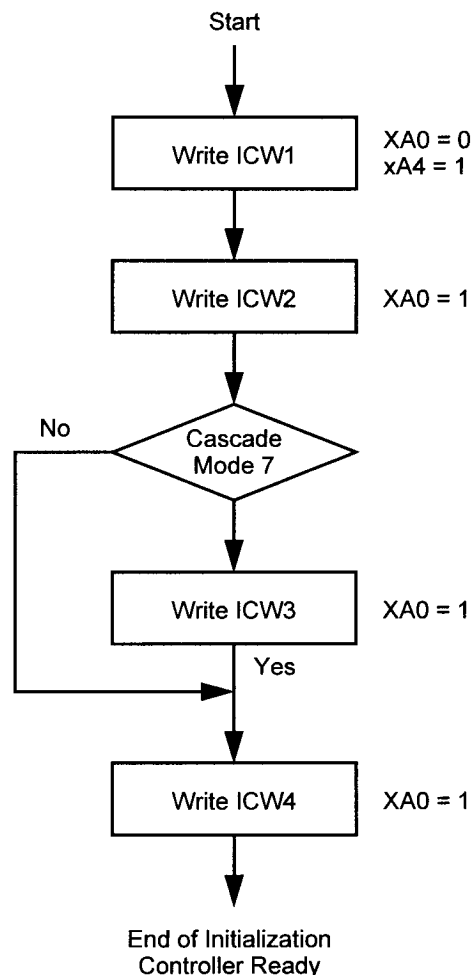 Start
Write ICW1
XA0 = 0
xA4 = 1
Write ICW2
XA0 = 1
No
Cascade
Mode 7
Write ICW3
XA0 = 1
Yes
Write ICW4
XA0 = 1
End of Initialization
Controller Ready